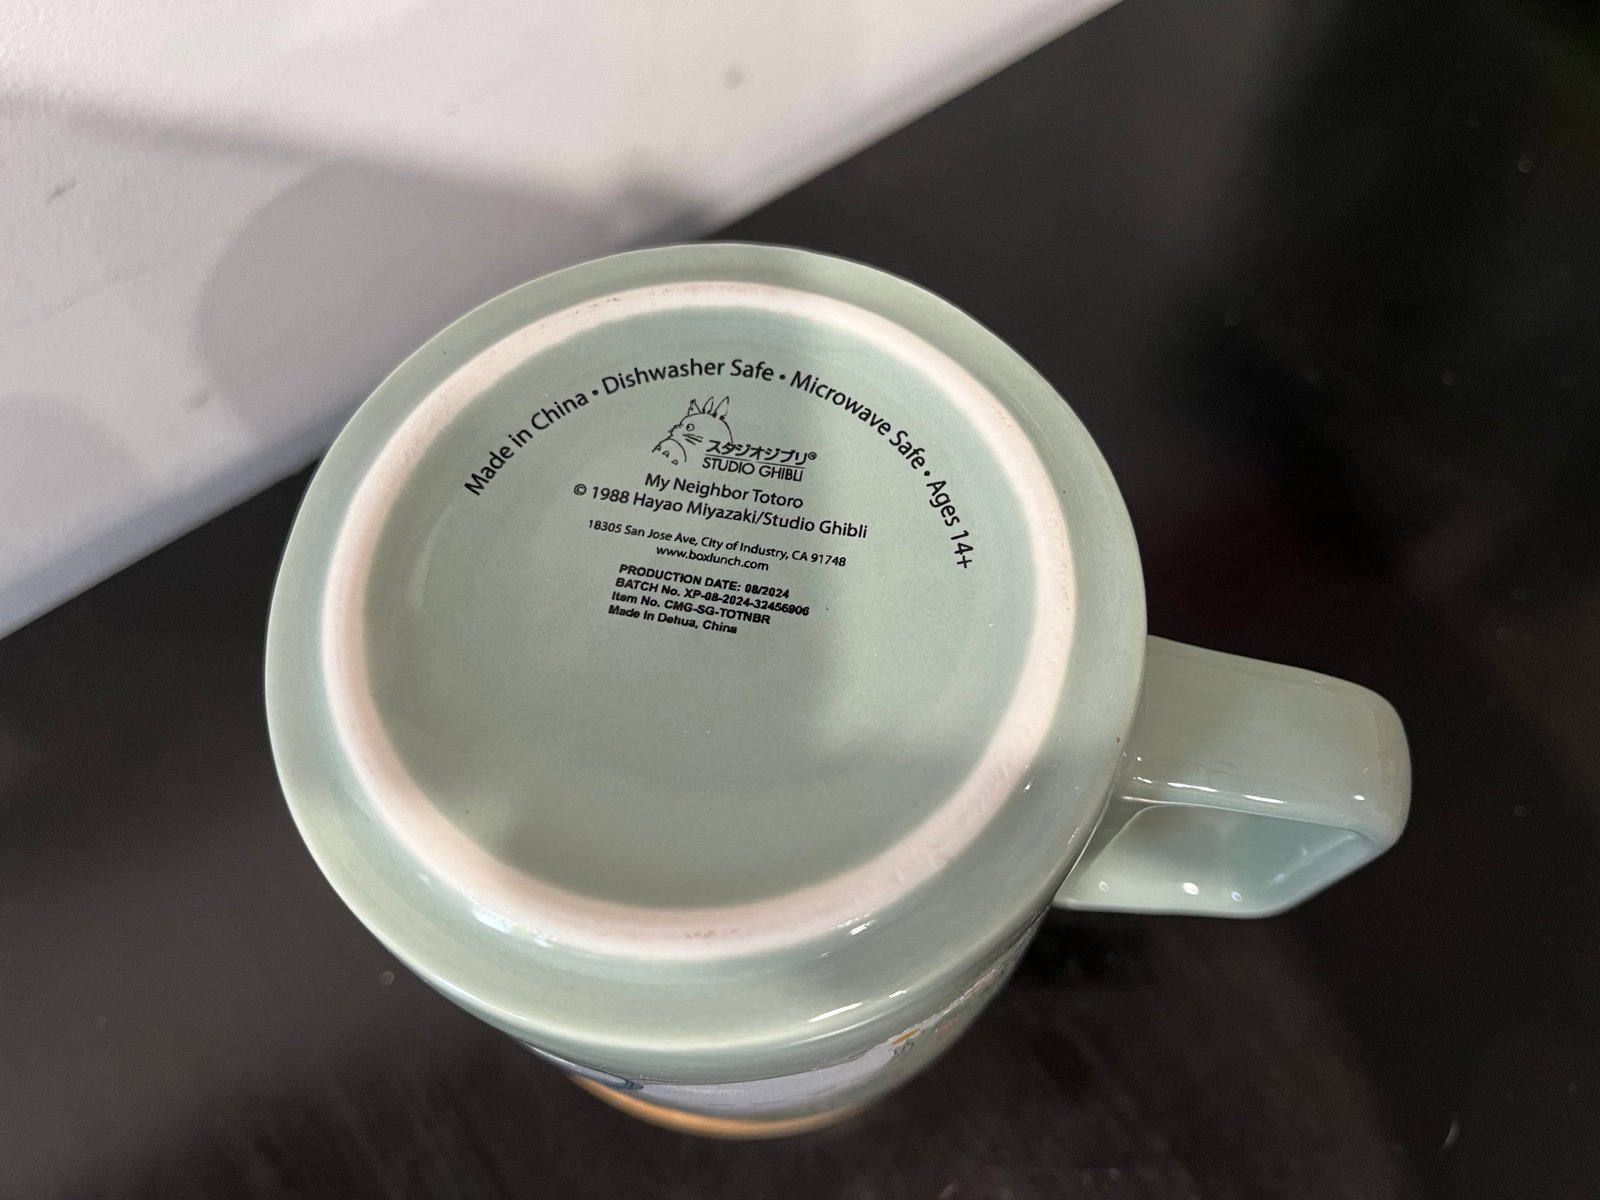 Made in China • Dishwasher Safe • Microwave Safe • Ages 14+
スタジオジブリ®
STUDIO GHIBLI
My Neighbor Totoro
© 1988 Hayao Miyazaki/Studio Ghibli
18305 San Jose Ave, City of Industry, CA 91748
www.boxlunch.com
PRODUCTION DATE: 08/2024
BATCH No. XP-08-2024-32456906
Item No. CMG-SG-TOTNBR
Made In Dehua, China